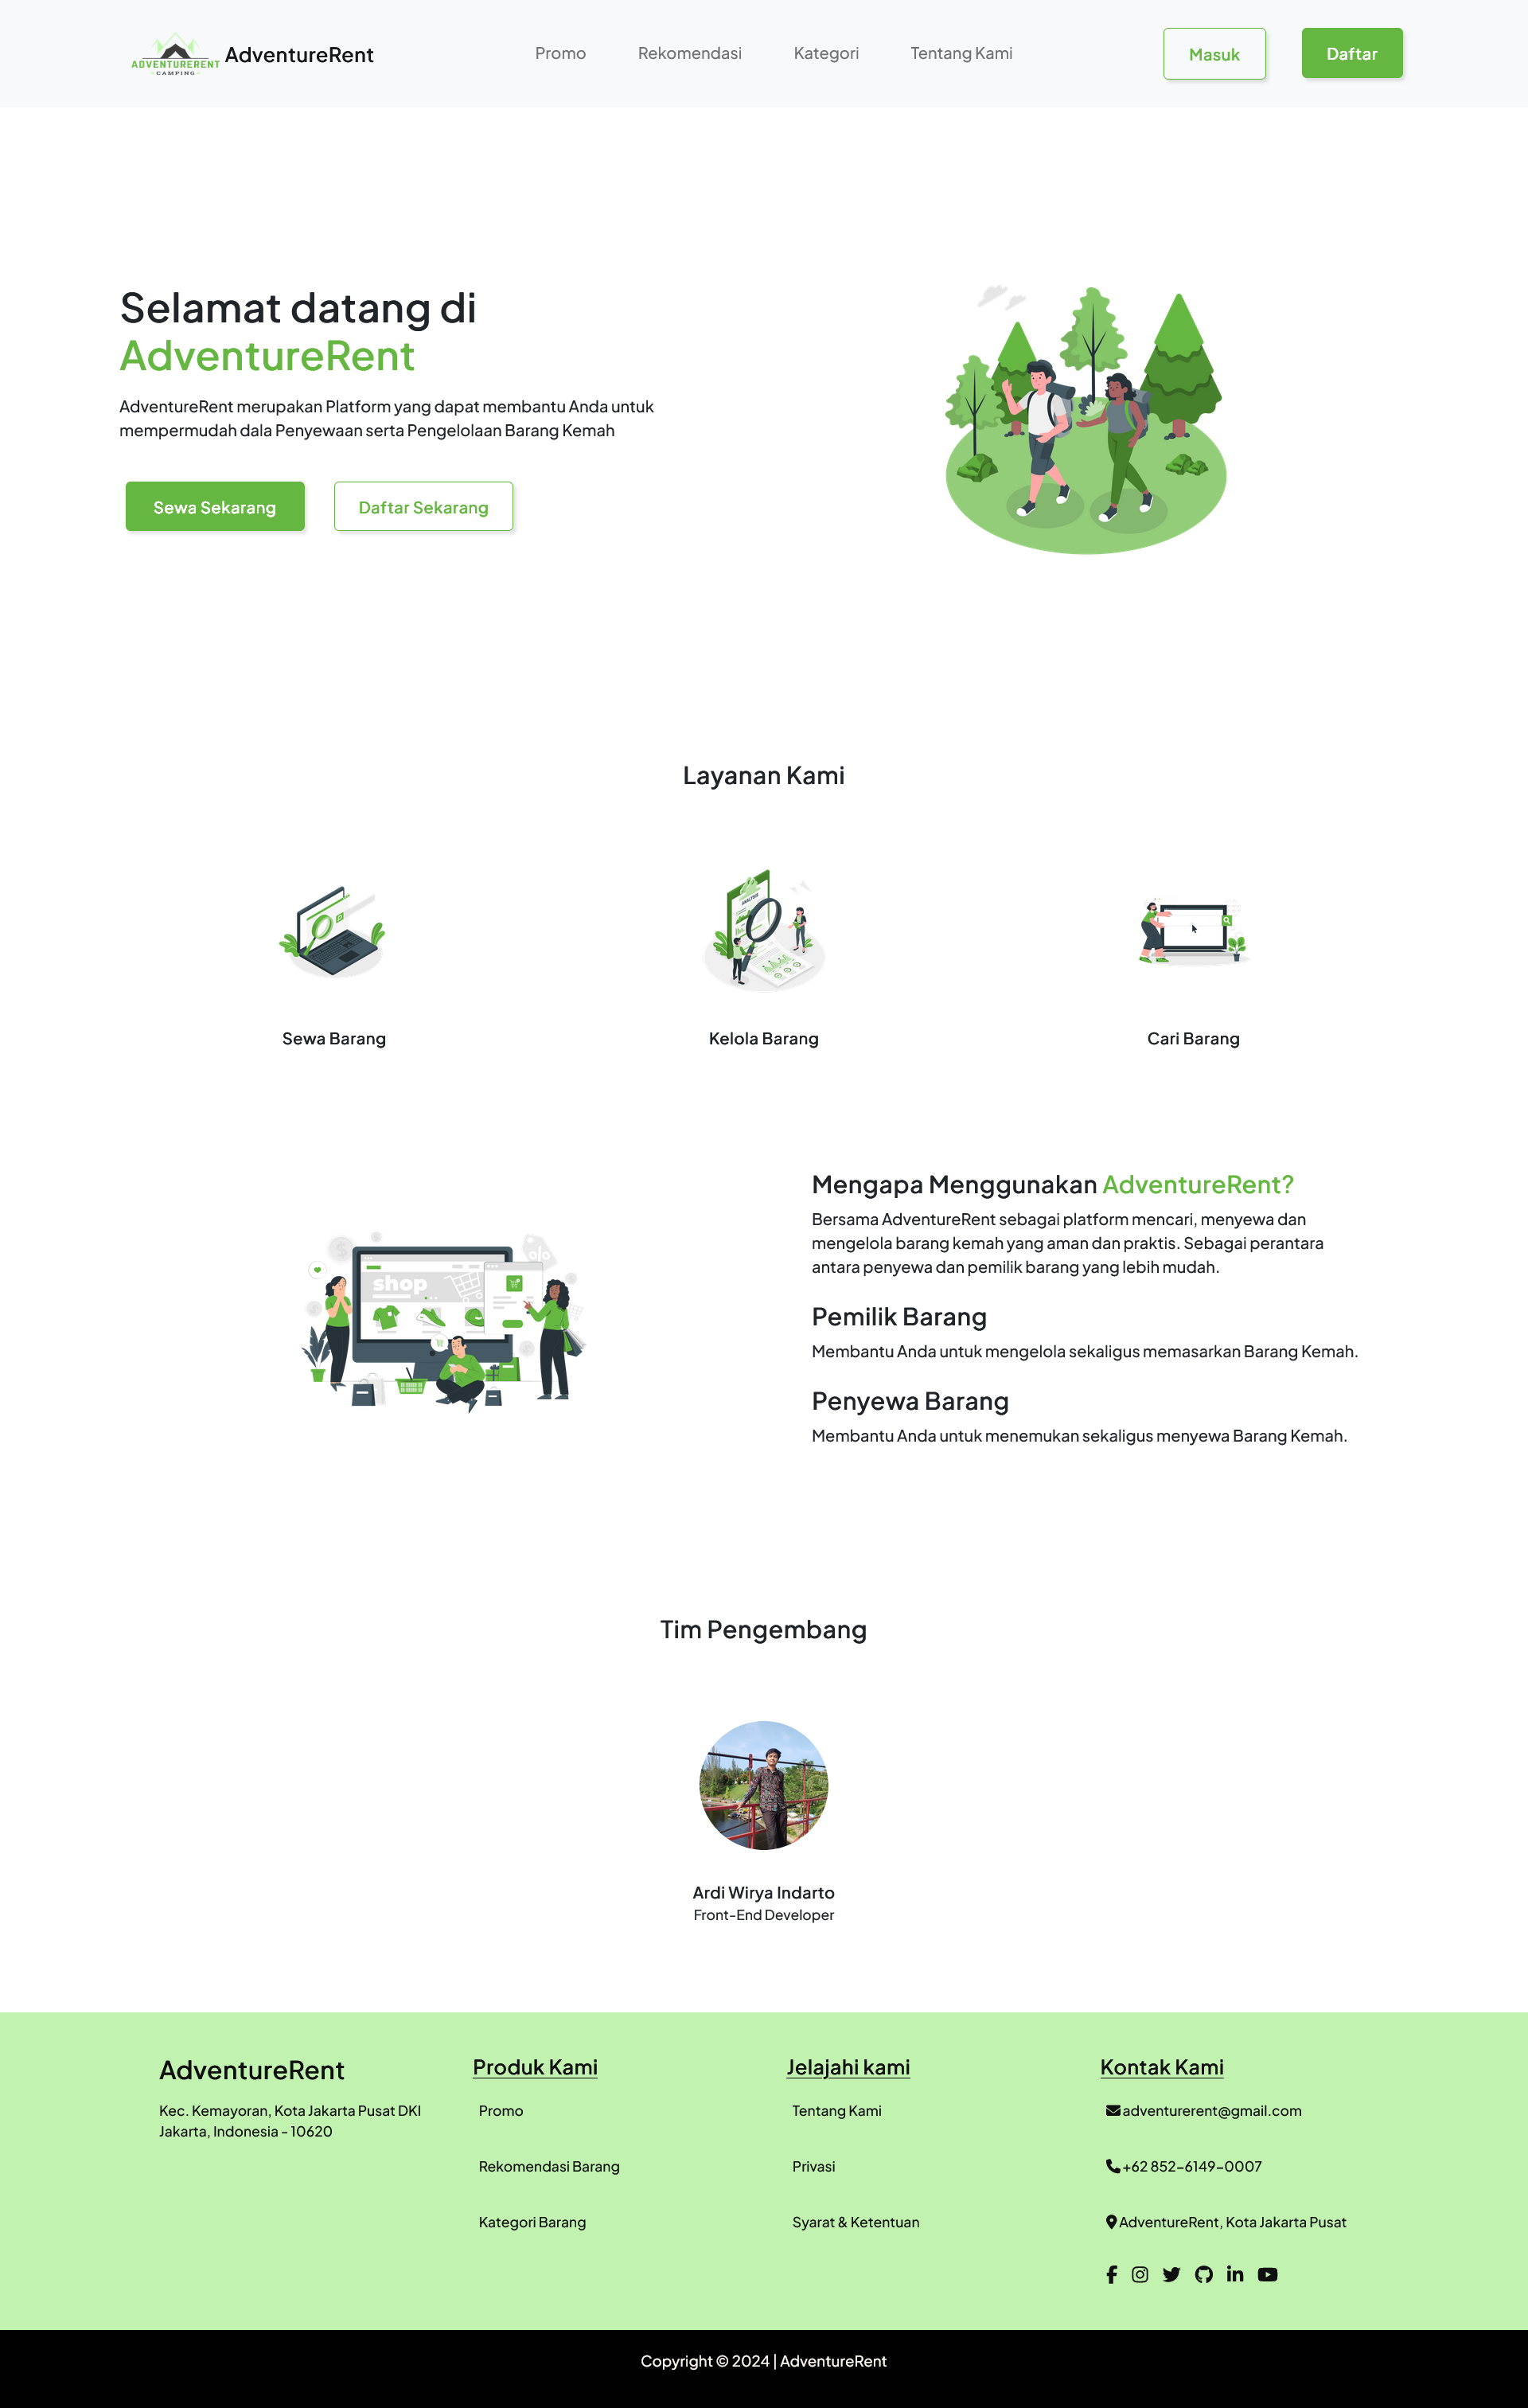 ADVENTURERENT
CAMPING
AdventureRent
Promo
Rekomendasi
Kategori
Tentang Kami
Masuk
Daftar
Selamat datang di
AdventureRent
AdventureRent merupakan Platform yang dapat membantu Anda untuk
mempermudah dala Penyewaan serta Pengelolaan Barang Kemah
Sewa Sekarang
Daftar Sekarang
Layanan Kami
ANALYSIS
Sewa Barang
Kelola Barang
Cari Barang
shop
Mengapa Menggunakan AdventureRent?
Bersama AdventureRent sebagai platform mencari, menyewa dan
mengelola barang kemah yang aman dan praktis. Sebagai perantara
antara penyewa dan pemilik barang yang lebih mudah.
Pemilik Barang
Membantu Anda untuk mengelola sekaligus memasarkan Barang Kemah.
Penyewa Barang
Membantu Anda untuk menemukan sekaligus menyewa Barang Kemah.
Tim Pengembang
Ardi Wirya Indarto
Front-End Developer
AdventureRent
Kec. Kemayoran, Kota Jakarta Pusat DKI
Jakarta, Indonesia - 10620
Produk Kami
Promo
Rekomendasi Barang
Kategori Barang
Jelajahi kami
Tentang Kami
Privasi
Syarat & Ketentuan
Kontak Kami
adventurerent@gmail.com
+62 852-6149-0007
AdventureRent, Kota Jakarta Pusat
Copyright © 2024 | AdventureRent